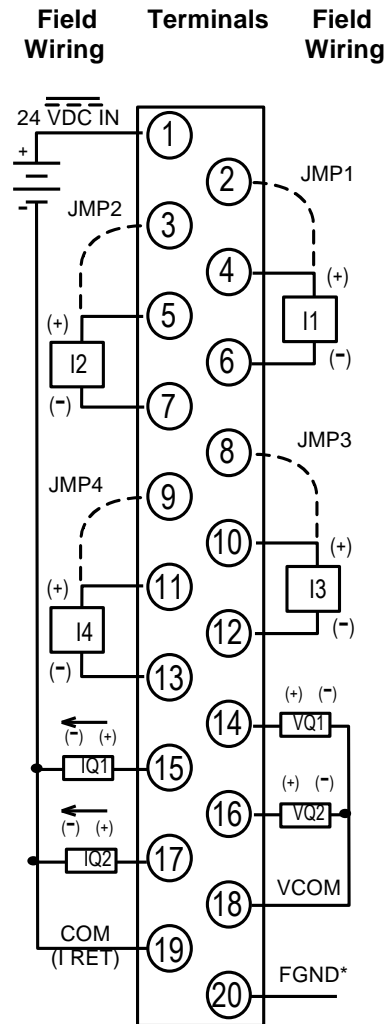 Field Wiring
Terminals
Field Wiring
24 VDC IN
1
+
-
2
JMP1
JMP2
3
4
(+)
I1
(-)
5
(+)
I2
(-)
6
7
8
JMP3
JMP4
9
10
(+)
I3
(-)
11
(+)
I4
(-)
12
13
14
(+) (-)
VQ1
(-) (+)
IQ1
15
16
(+) (-)
VQ2
(-) (+)
IQ2
17
18
VCOM
COM
(I RET)
19
20
FGND*